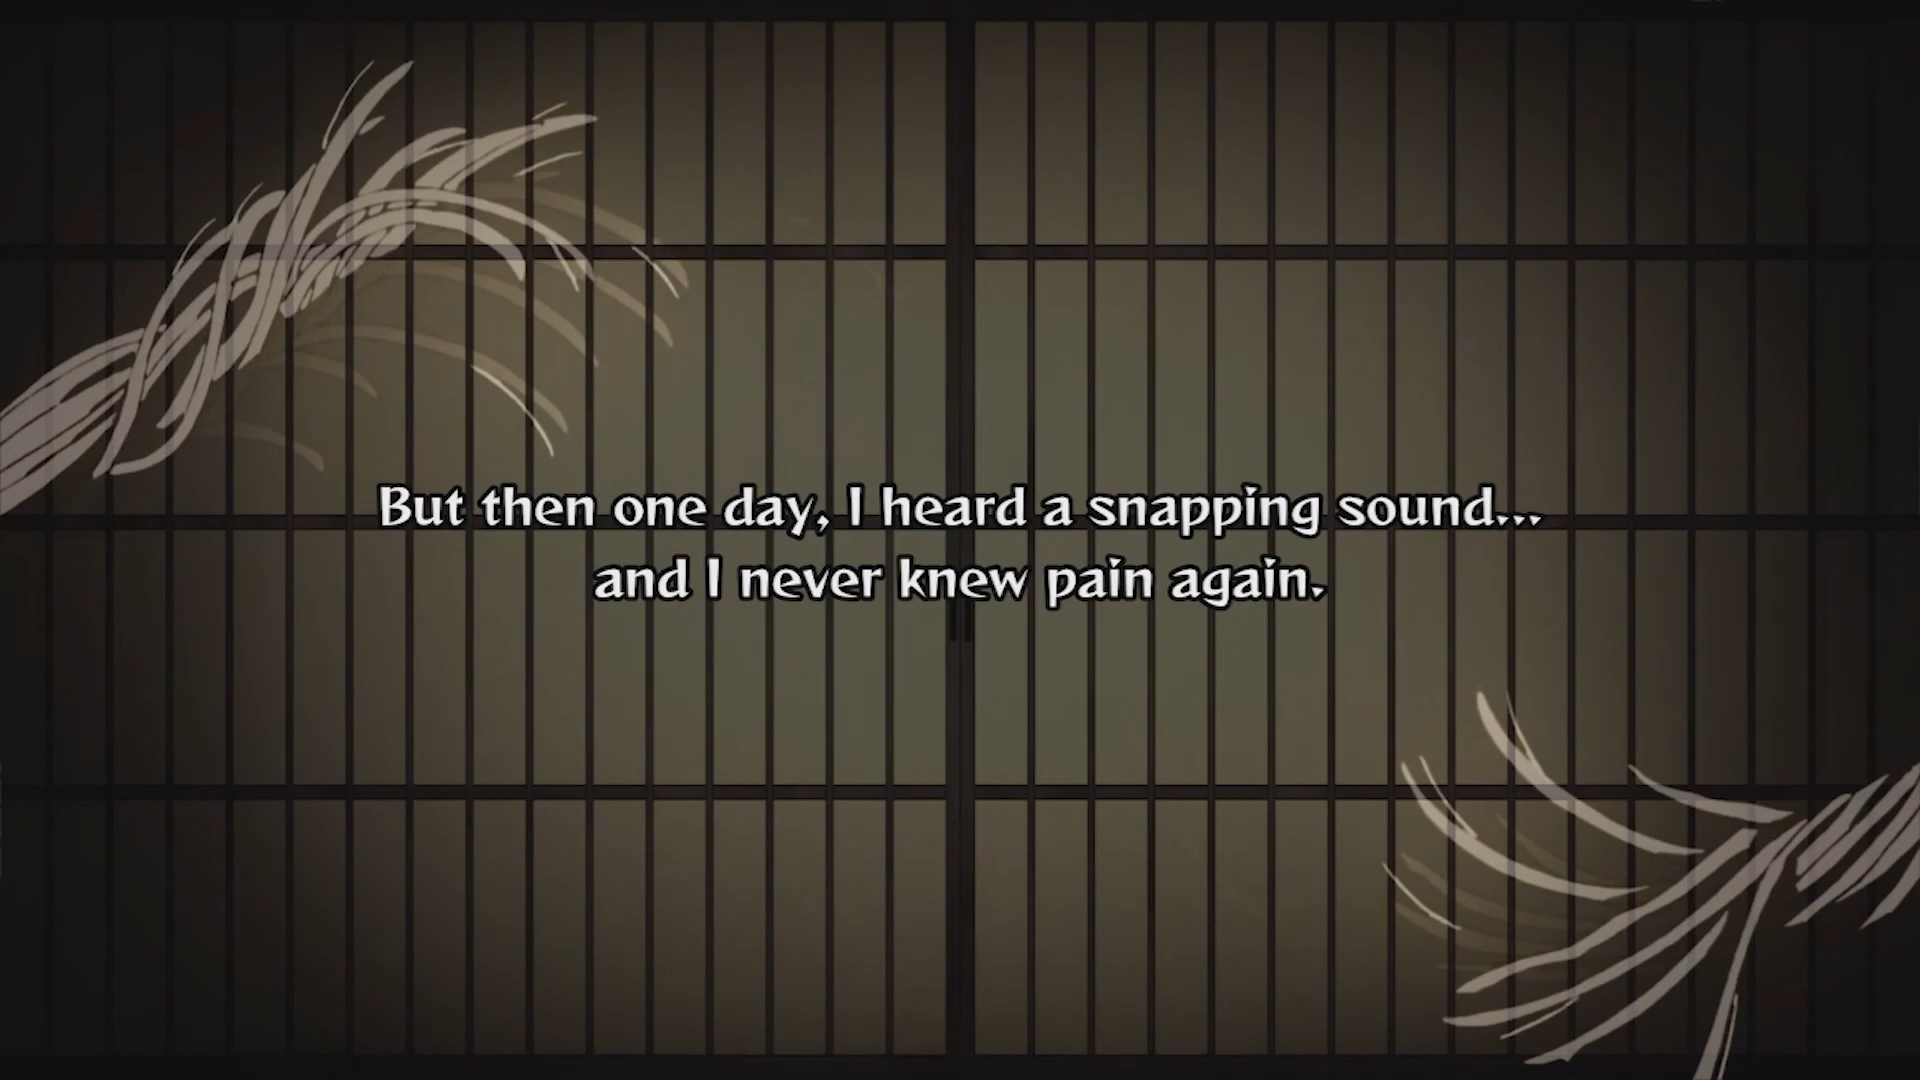 But then one day, I heard a snapping sound...
and I never knew pain again.